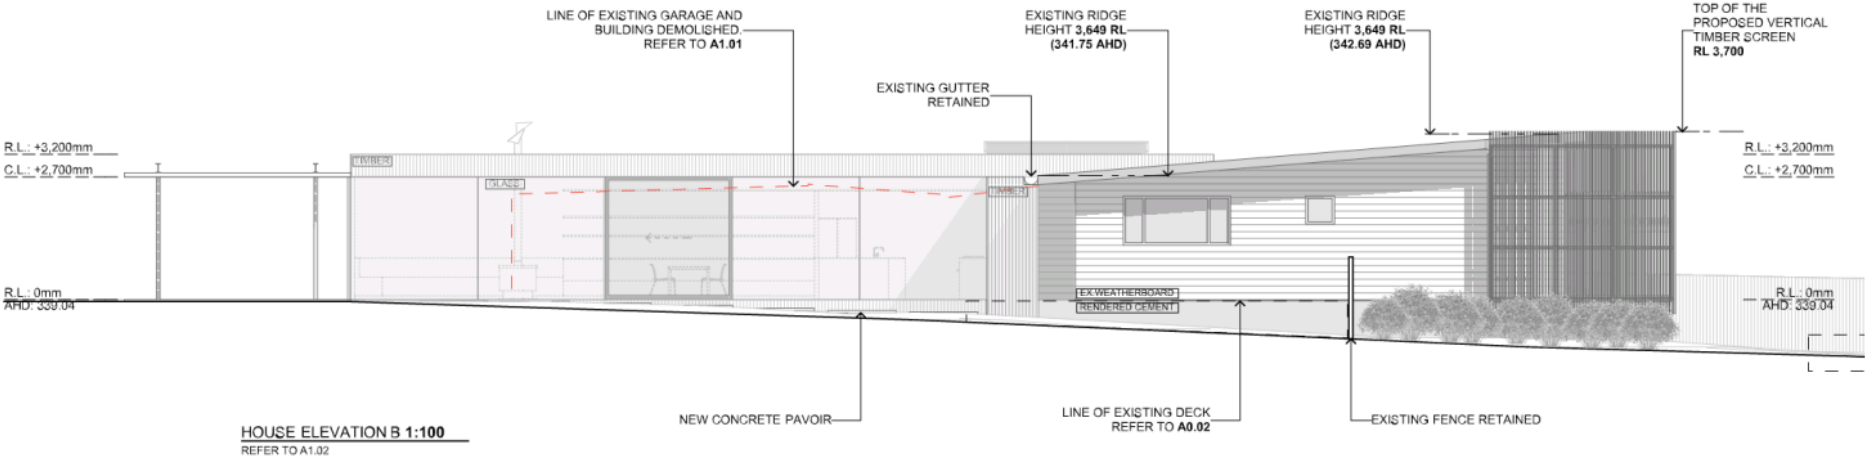 LINE OF EXISTING GARAGE AND
BUILDING DEMOLISHED.
REFER TO A1.01
EXISTING RIDGE
HEIGHT 3,649 RL
(341.75 AHD)
EXISTING RIDGE
HEIGHT 3,649 RL
(342.69 AHD)
TOP OF THE
PROPOSED VERTICAL
TIMBER SCREEN
RL 3,700
EXISTING GUTTER
RETAINED
R.L.: +3,200mm
C.L.: +2,700mm
TIMBER
GLASS
TIMBER
R.L.: +3,200mm
C.L.: +2,700mm
R.L.: 0mm
AHD: 339.04
EX.WEATHERBOARD
RENDERED CEMENT
R.L.: 0mm
AHD: 339.04
NEW CONCRETE PAVOIR
LINE OF EXISTING DECK
REFER TO A0.02
EXISTING FENCE RETAINED
HOUSE ELEVATION B 1:100
REFER TO A1.02